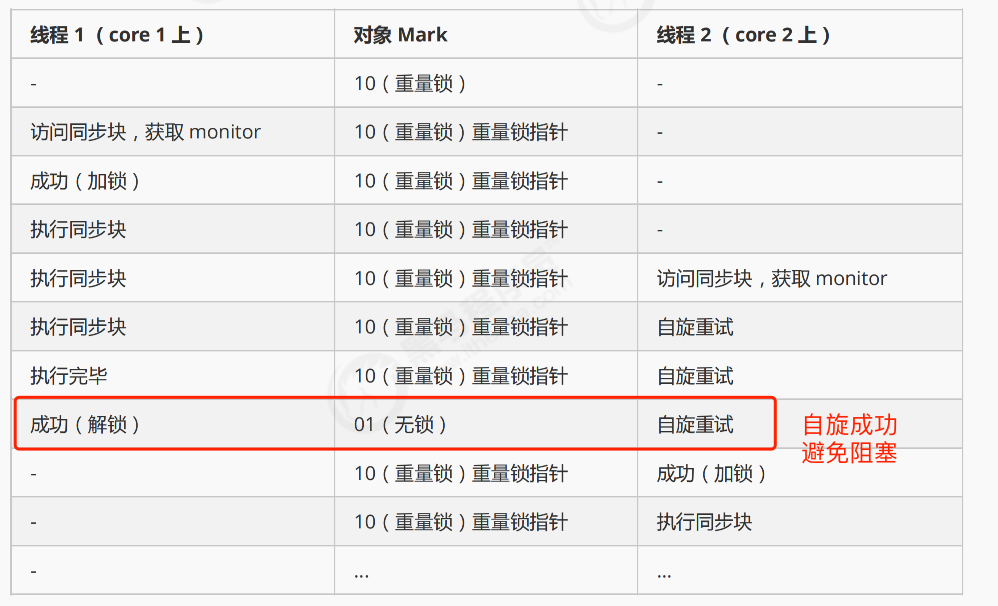 线程 1（core 1 上） 对象 Mark 线程 2（core 2 上）
- 10（重量锁） -
访问同步块，获取 monitor 10（重量锁）重量锁指针 -
成功（加锁） 10（重量锁）重量锁指针 -
执行同步块 10（重量锁）重量锁指针 -
执行同步块 10（重量锁）重量锁指针 访问同步块，获取 monitor
执行同步块 10（重量锁）重量锁指针 自旋重试
执行完毕 10（重量锁）重量锁指针 自旋重试
成功（解锁） 01（无锁） 自旋重试
自旋成功
避免阻塞
- 10（重量锁）重量锁指针 成功（加锁）
- 10（重量锁）重量锁指针 执行同步块
- ... ...